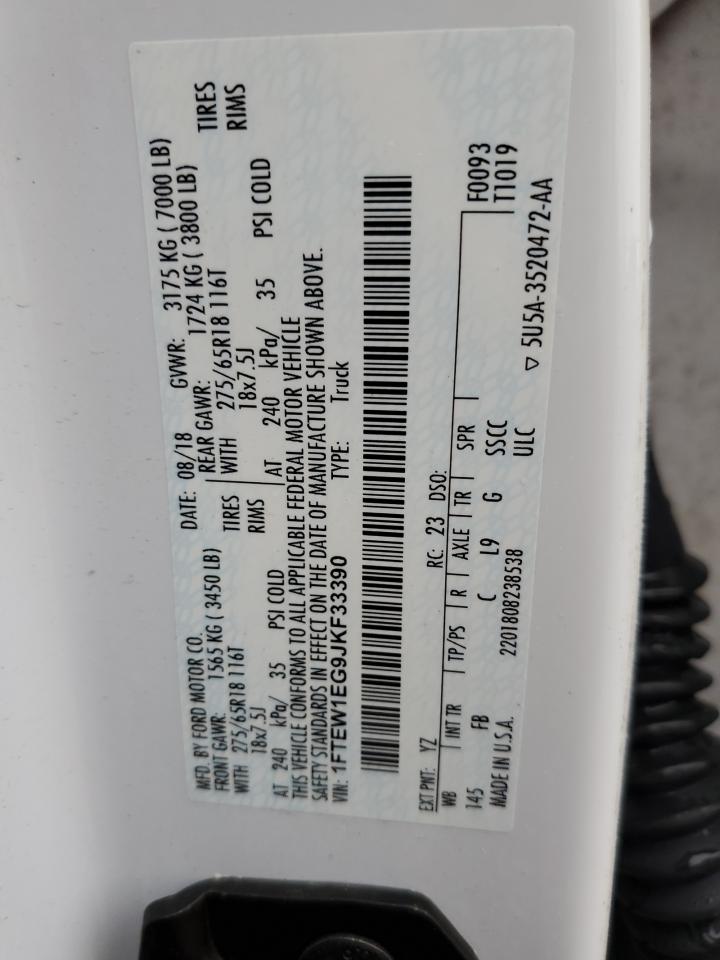 MFD. BY FORD MOTOR CO.
DATE: 08/18 GVWR: 3175 KG ( 7000 LB)
FRONT GAWR: 1565 KG ( 3450 LB) REAR GAWR: 1724 KG ( 3800 LB)
WITH 275/65R18 116T TIRES WITH 275/65R18 116T TIRES
18x7.5J RIMS 18x7.5J RIMS
AT 240 kPa/ 35 PSI COLD AT 240 kPa/ 35 PSI COLD
THIS VEHICLE CONFORMS TO ALL APPLICABLE FEDERAL MOTOR VEHICLE
SAFETY STANDARDS IN EFFECT ON THE DATE OF MANUFACTURE SHOWN ABOVE.
VIN: 1FTEW1EG9JKF33390 TYPE: Truck
EXT PNT: YZ RC: 23 DSO: F0093
WB INT TR TP/PS R AXLE TR SPR T1019
145 FB C L9 G SSCC
MADE IN U.S.A. 2201808238538 ULC
▽ 5U5A-3520472-AA